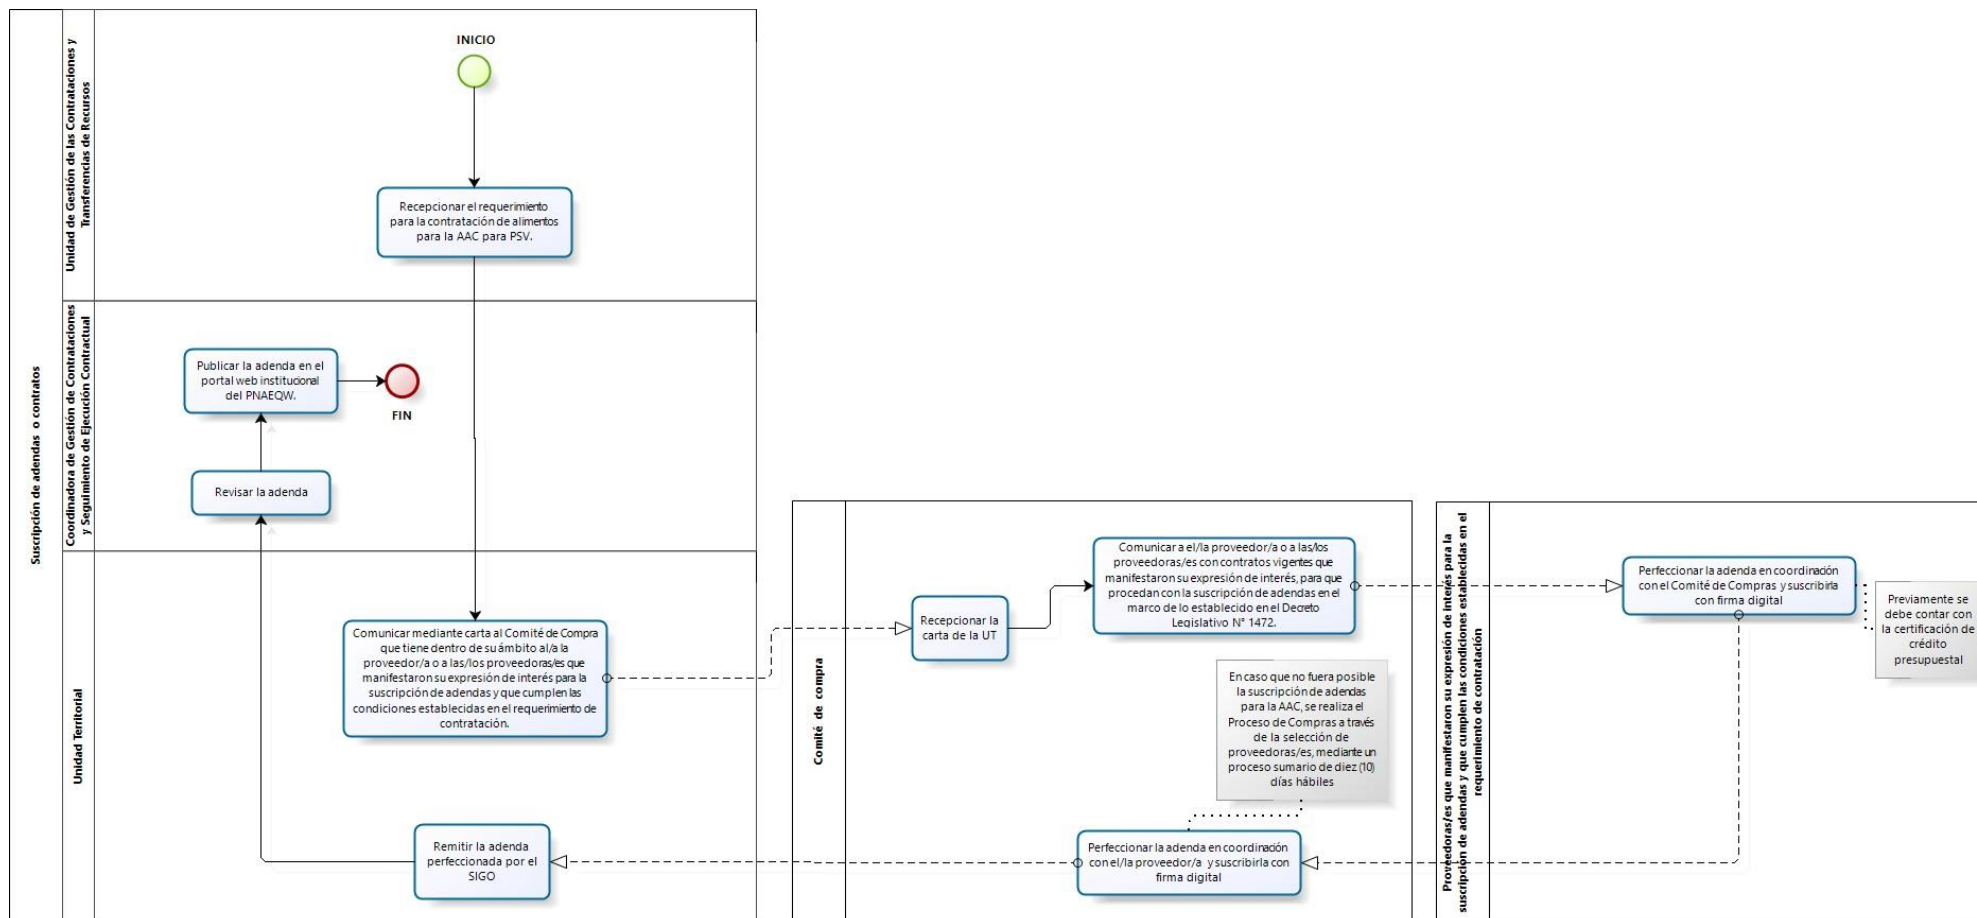 Suscripción de adendas o contratos
Unidad de Gestión de las Contrataciones y
Transferencias de Recursos
INICIO
Recepcionar el requerimiento
para la contratación de alimentos
para la AAC para PSV.
Coordinadora de Gestión de Contrataciones
y Seguimiento de Ejecución Contractual
Publicar la adenda en el
portal web institucional
del PNAEQW.
FIN
Revisar la adenda
Unidad Territorial
Comunicar mediante carta al Comité de Compra
que tiene dentro de su ámbito al/a la
proveedor/a o a las/los proveedoras/es que
manifestaron su expresión de interés para la
suscripción de adendas y que cumplen las
condiciones establecidas en el requerimiento de
contratación.
Remitir la adenda
perfeccionada por el
SIGO
Comité de compra
Recepcionar la
carta de la UT
Comunicar a el/la proveedor/a o a las/los
proveedoras/es con contratos vigentes que
manifestaron su expresión de interés, para que
procedan con la suscripción de adendas en el
marco de lo establecido en el Decreto
Legislativo N° 1472.
En caso que no fuera posible
la suscripción de adendas
para la AAC, se realiza el
Proceso de Compras a través
de la selección de
proveedoras/es, mediante un
proceso sumario de diez (10)
días hábiles
Perfeccionar la adenda en coordinación
con el/la proveedor/a y suscribirla con
firma digital
Proveedoras/es que manifestaron su expresión de interés para la
suscripción de adendas y que cumplen las condiciones establecidas en el
requerimiento de contratación
Perfeccionar la adenda en coordinación
con el Comité de Compras y suscribirla
con firma digital
Previamente se
debe contar con
la certificación de
crédito
presupuestal